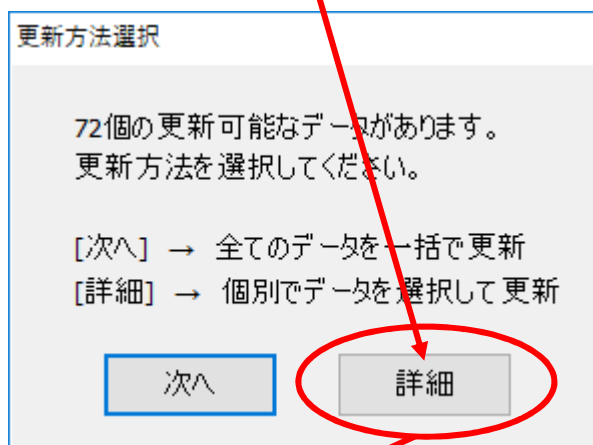 更新方法選択
72個の更新可能なデータがあります。
更新方法を選択してください。
[次へ] → 全てのデータを一括で更新
[詳細] → 個別でデータを選択して更新
次へ
詳細